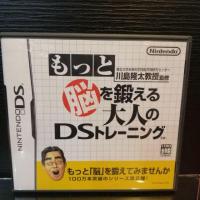 Nintendo
東北大学未来科学技術共同研究センター
川島隆太教授監修
もっと
脳を鍛える
大人の
DSトレーニング
NINTENDO DS
もっと「脳」を鍛えてみませんか
100万本突破のシリーズ第2弾!